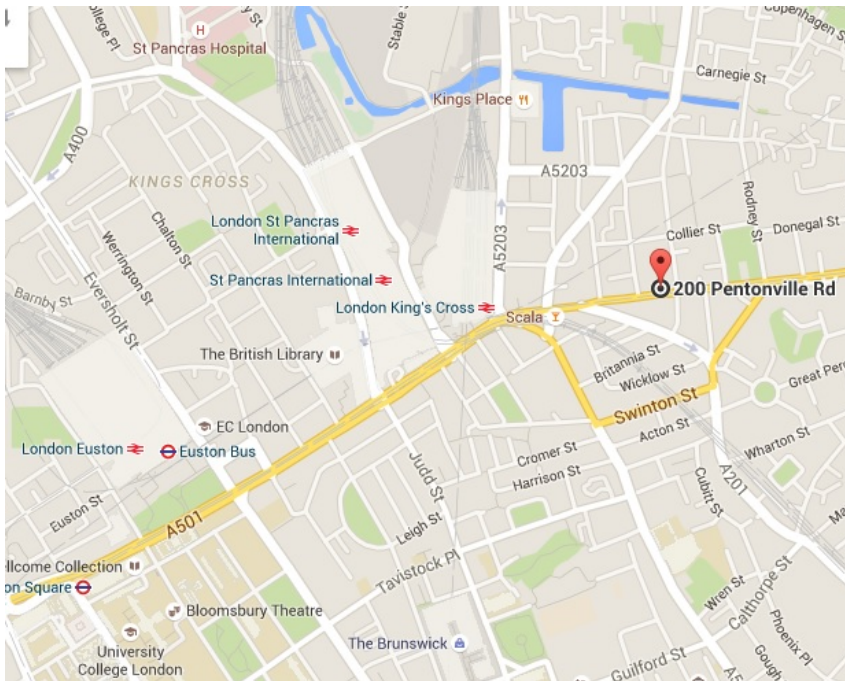 St Pancras Hospital
Stable St
Copenhagen St
Carnegie St
Kings Place
A400
KINGS CROSS
A5203
Rodney St
Chalton St
Werrington St
London St Pancras
International
Collier St
Donegal St
A5203
St Pancras International
Eversholt St
Barnby St
London King's Cross
200 Pentonville Rd
Scala
The British Library
Britannia St
Wicklow St
Great Perc
Swinton St
EC London
Acton St
London Euston
Euston Bus
Cromer St
Wharton St
Harrison St
Judd St
A201
Cubitt St
Euston St
A501
Leigh St
ellcome Collection
Tavistock Pl
on Square
Wren St
Calthorpe St
Bloomsbury Theatre
Phoenix Pl
University
College London
The Brunswick
Guilford St
Gough